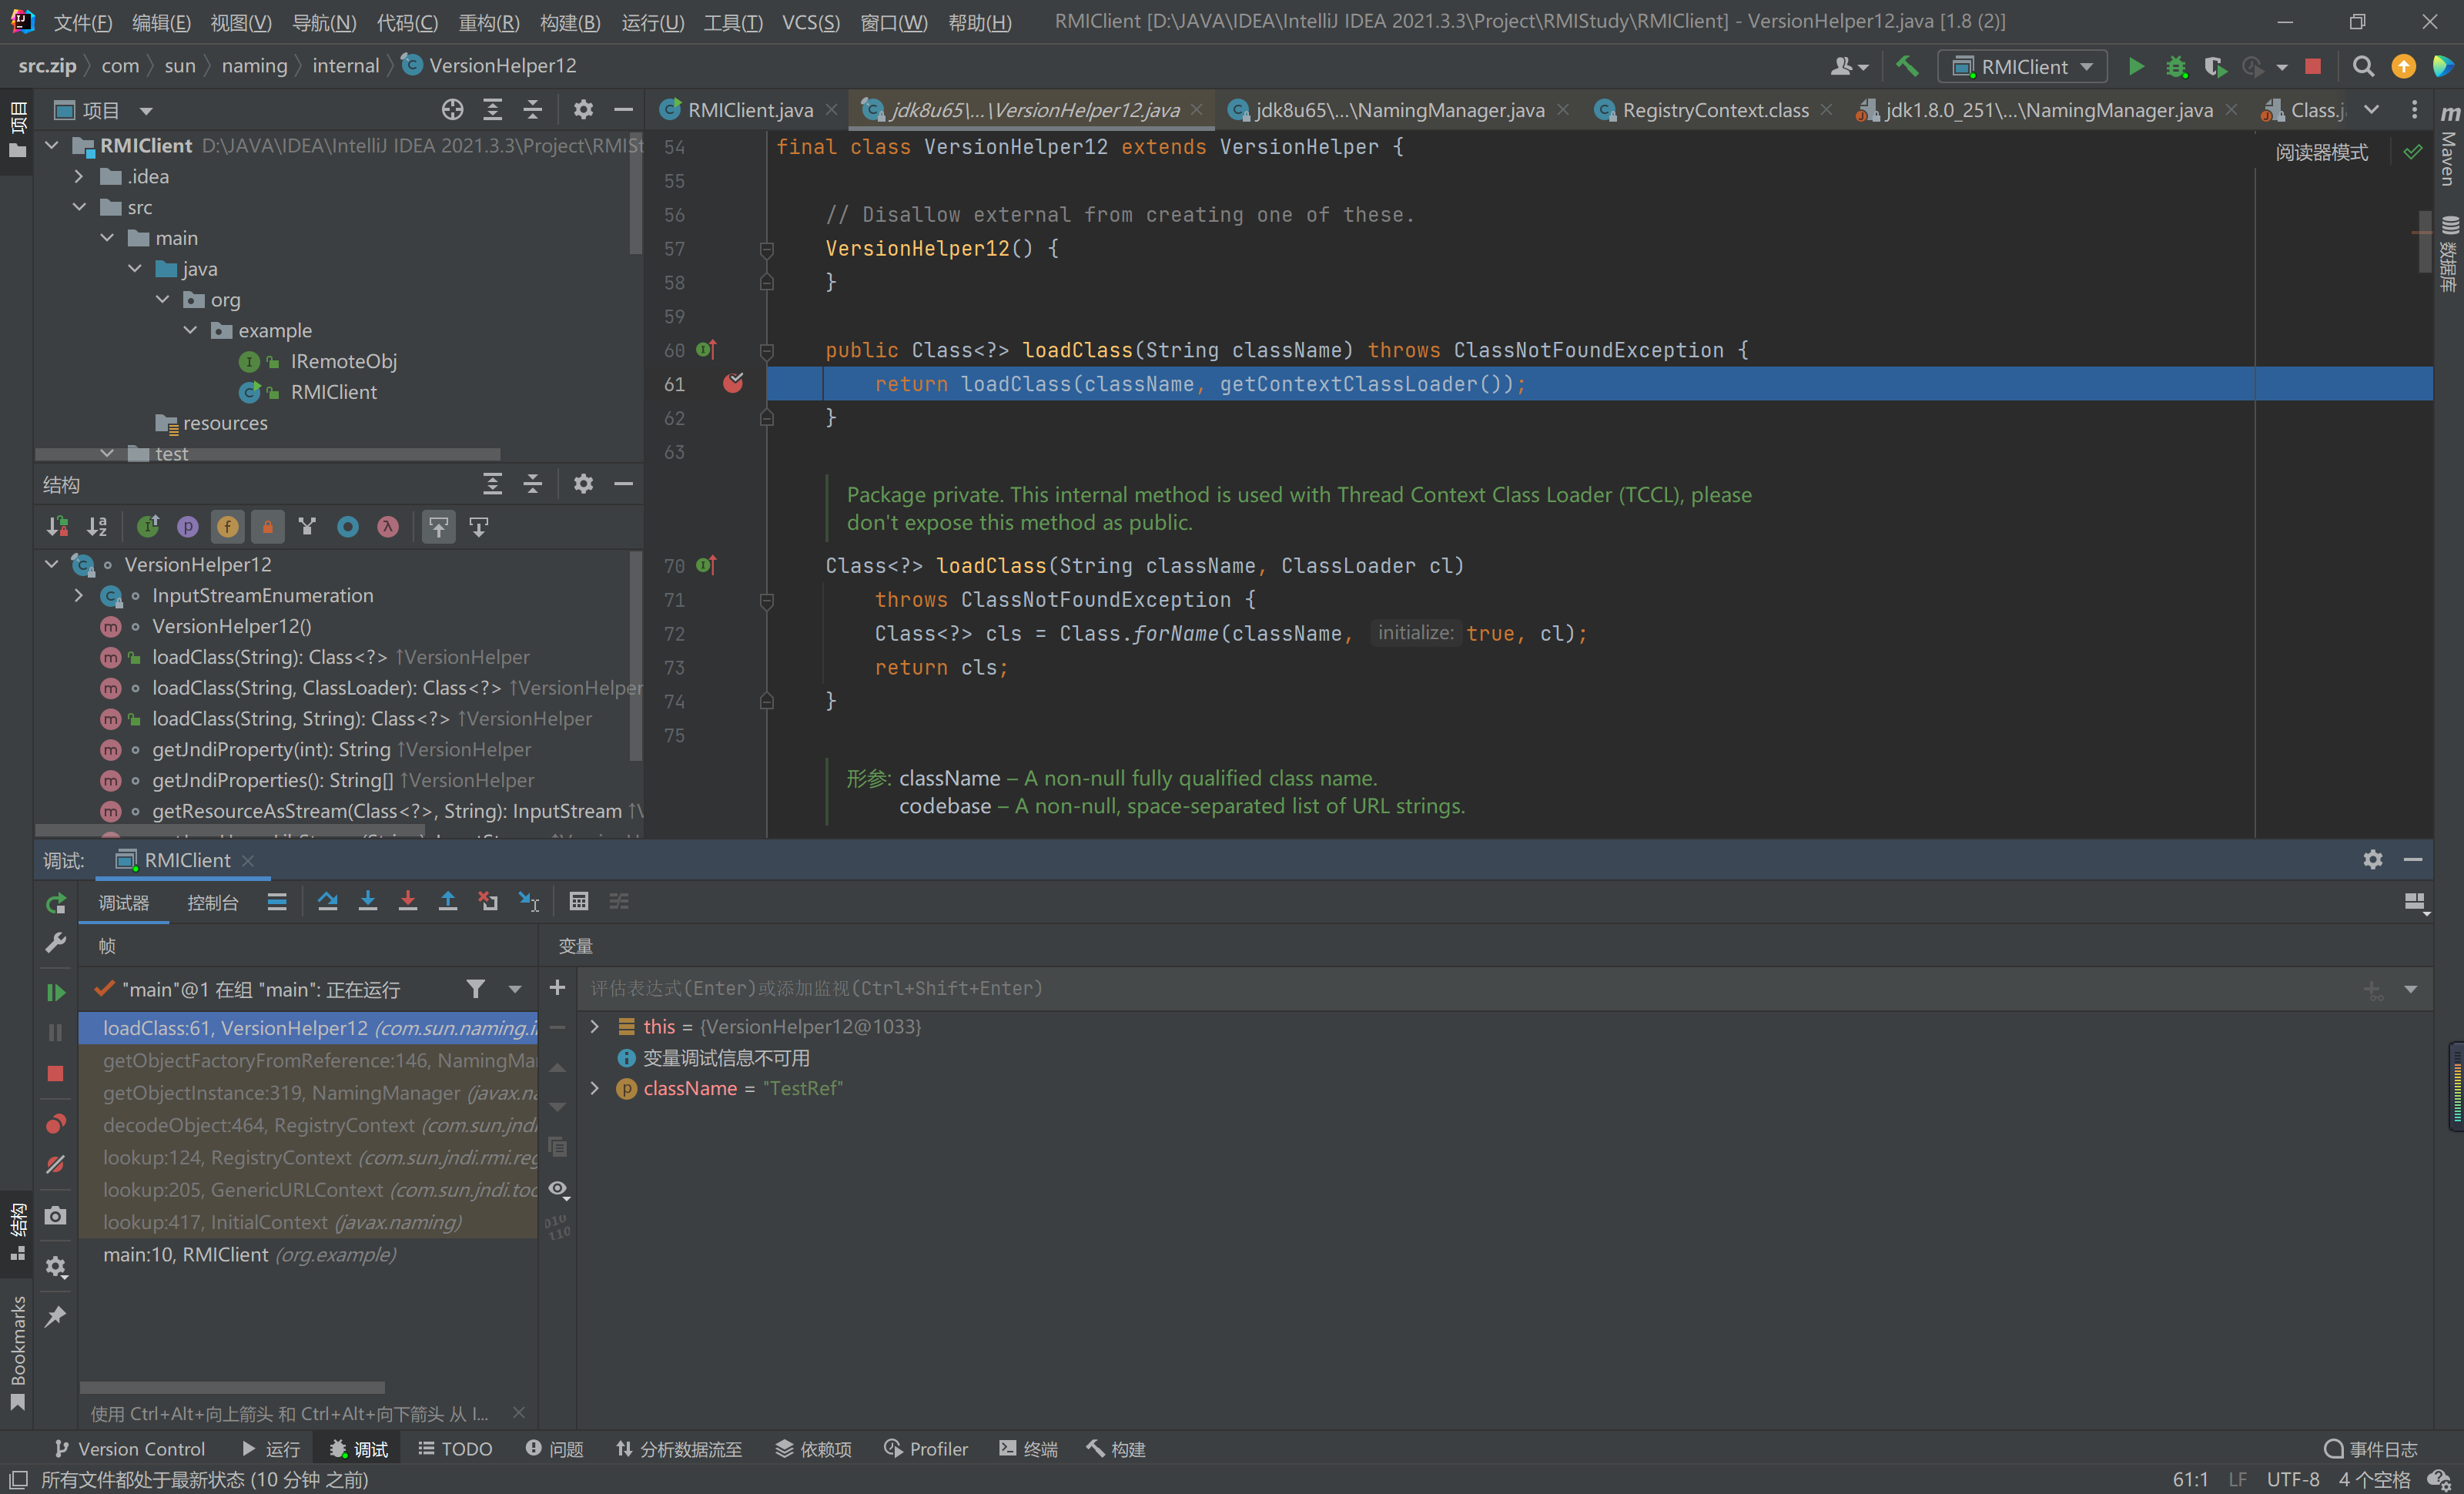 文件(F) 编辑(E) 视图(V) 导航(N) 代码(C) 重构(R) 构建(B) 运行(U) 工具(T) VCS(S) 窗口(W) 帮助(H) RMIClient [D:\JAVA\IDEA\IntelliJ IDEA 2021.3.3\Project\RMIStudy\RMIClient] - VersionHelper12.java [1.8 (2)]
src.zip com sun naming internal VersionHelper12 RMIClient
项目
项目
RMIClient.java jdk8u65\...\VersionHelper12.java jdk8u65\...\NamingManager.java RegistryContext.class jdk1.8.0_251\...\NamingManager.java Class.j
Maven
数据库
RMIClient D:\JAVA\IDEA\IntelliJ IDEA 2021.3.3\Project\RMISt
.idea
src
main
java
org
example
IRemoteObj
RMIClient
resources
test
结构
VersionHelper12
InputStreamEnumeration
VersionHelper12()
loadClass(String): Class<?> ↑VersionHelper
loadClass(String, ClassLoader): Class<?> ↑VersionHelper
loadClass(String, String): Class<?> ↑VersionHelper
getJndiProperty(int): String ↑VersionHelper
getJndiProperties(): String[] ↑VersionHelper
getResourceAsStream(Class<?>, String): InputStream ↑V
阅读器模式
54 final class VersionHelper12 extends VersionHelper {
55
56 // Disallow external from creating one of these.
57 VersionHelper12() {
58 }
59
60 public Class<?> loadClass(String className) throws ClassNotFoundException {
61 return loadClass(className, getContextClassLoader());
62 }
63
Package private. This internal method is used with Thread Context Class Loader (TCCL), please
don't expose this method as public.
70 Class<?> loadClass(String className, ClassLoader cl)
71 throws ClassNotFoundException {
72 Class<?> cls = Class.forName(className, initialize: true, cl);
73 return cls;
74 }
75
形参: className – A non-null fully qualified class name.
codebase – A non-null, space-separated list of URL strings.
调试: RMIClient
调试器 控制台
帧 变量
"main"@1 在组 "main": 正在运行
评估表达式(Enter)或添加监视(Ctrl+Shift+Enter)
loadClass:61, VersionHelper12 (com.sun.naming.i
getObjectFactoryFromReference:146, NamingMa
getObjectInstance:319, NamingManager (javax.na
decodeObject:464, RegistryContext (com.sun.jndi
lookup:124, RegistryContext (com.sun.jndi.rmi.reg
lookup:205, GenericURLContext (com.sun.jndi.too
lookup:417, InitialContext (javax.naming)
main:10, RMIClient (org.example)
this = {VersionHelper12@1033}
变量调试信息不可用
className = "TestRef"
结构
Bookmarks
使用 Ctrl+Alt+向上箭头 和 Ctrl+Alt+向下箭头 从 I...
Version Control 运行 调试 TODO 问题 分析数据流至 依赖项 Profiler 终端 构建 事件日志
所有文件都处于最新状态 (10 分钟 之前) 61:1 LF UTF-8 4 个空格